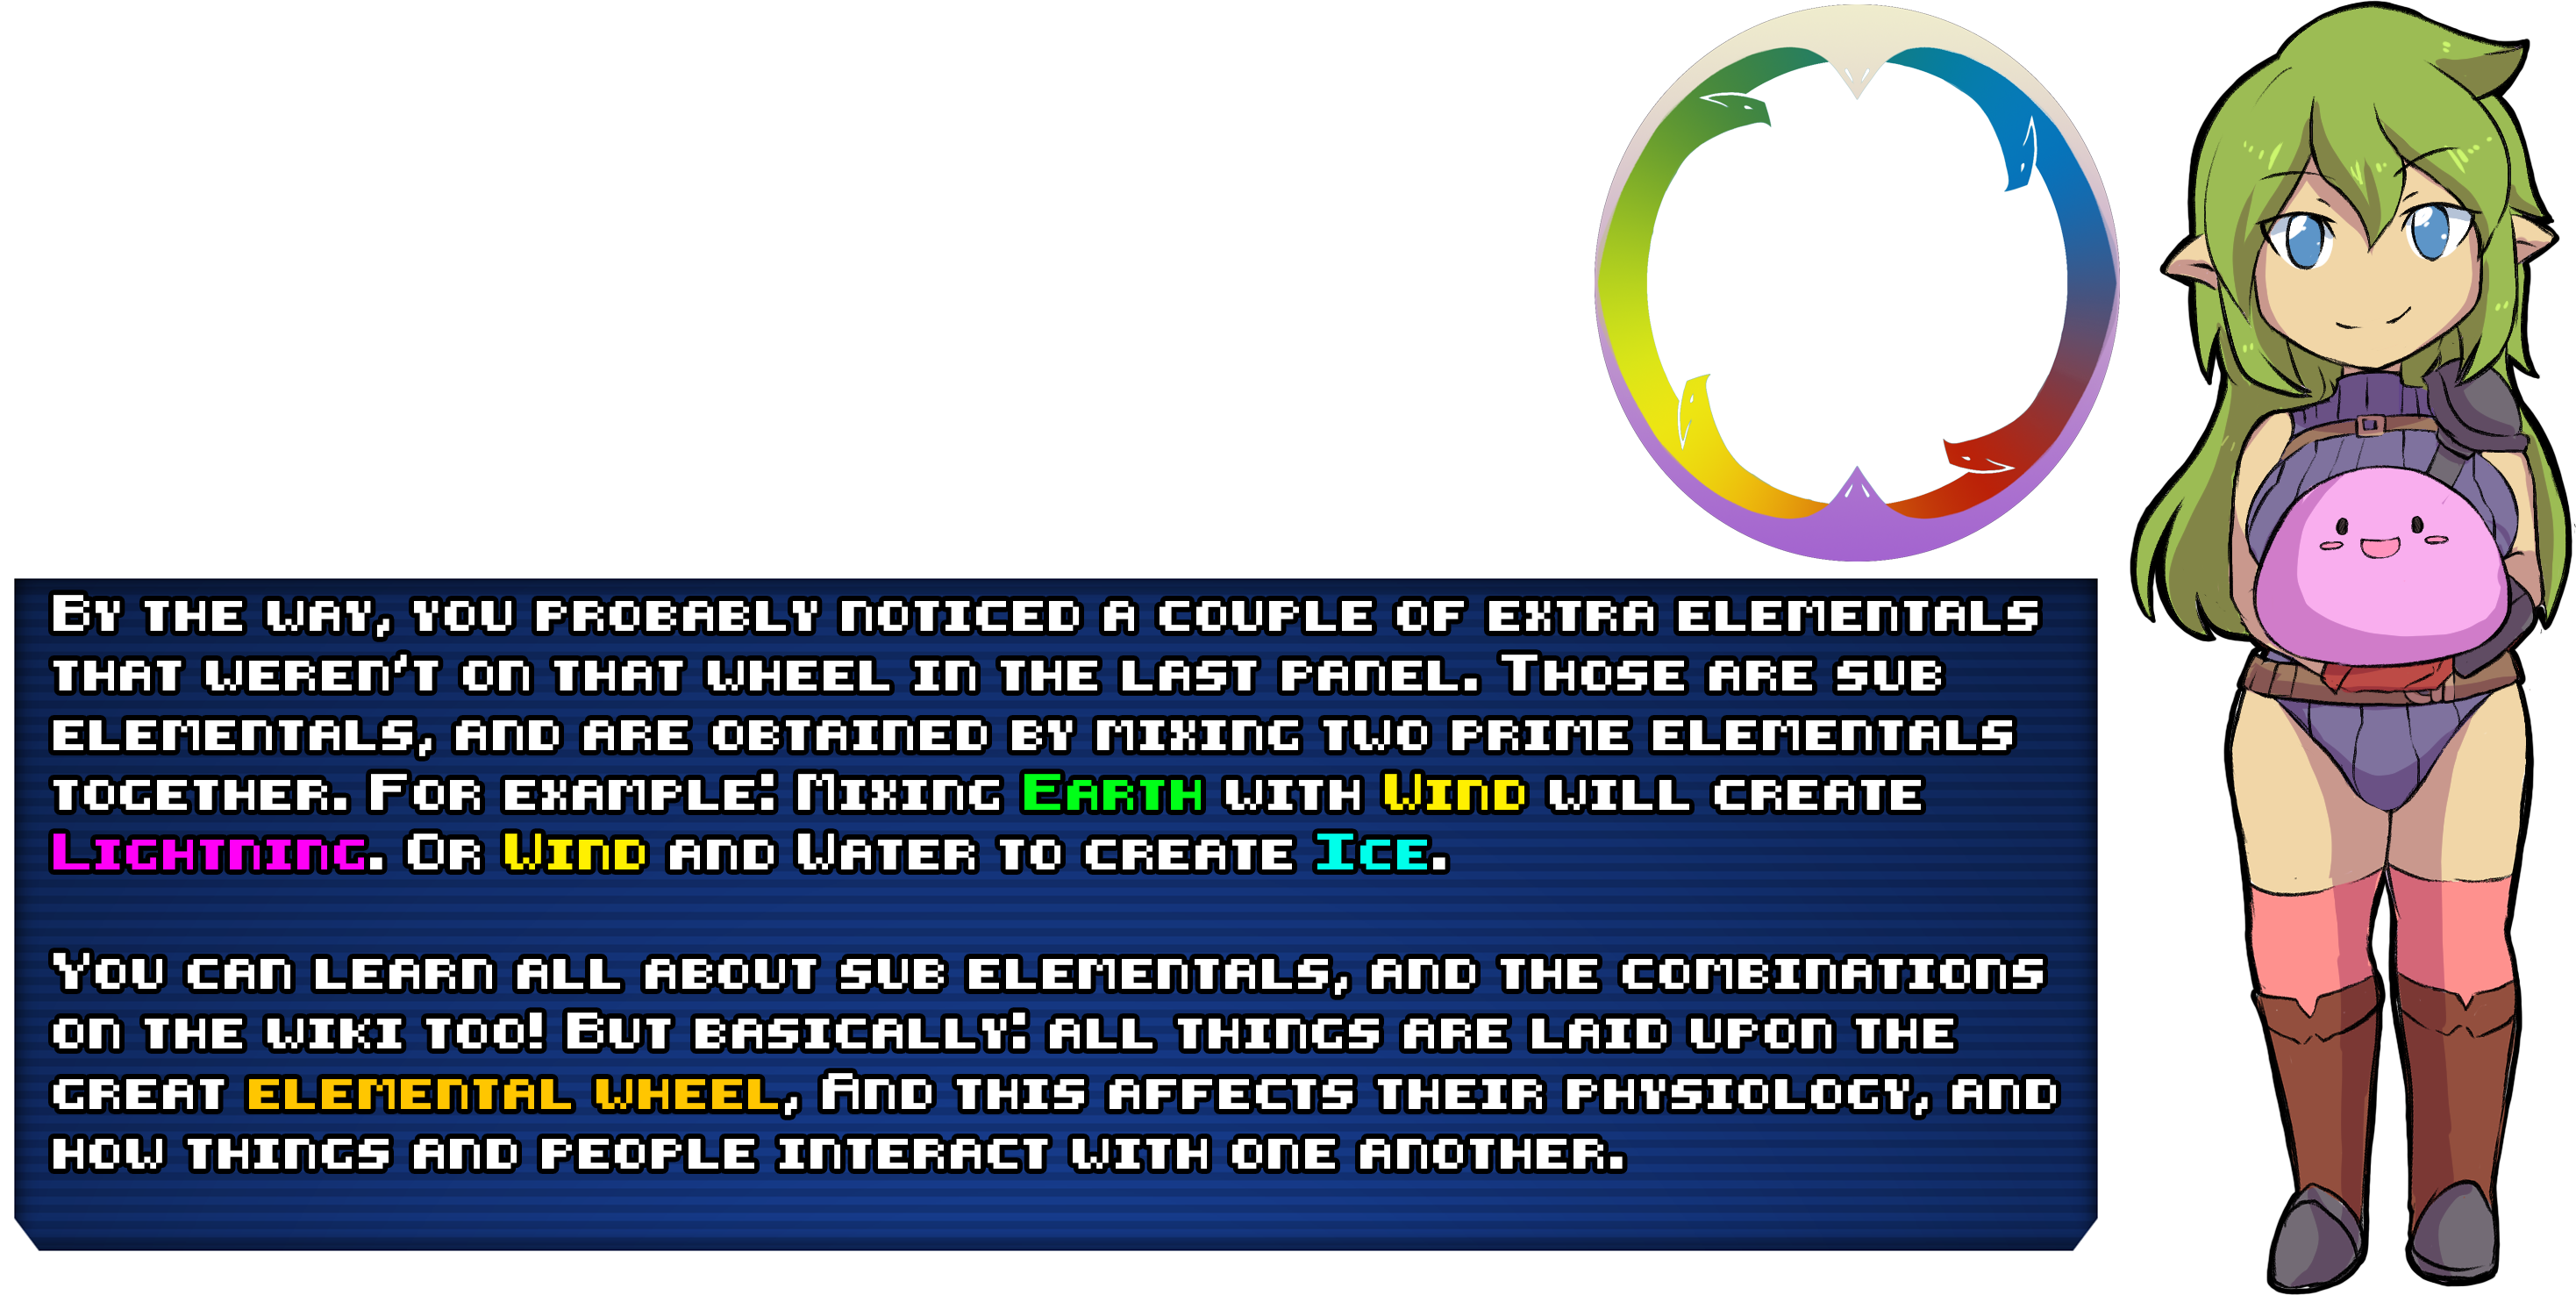 By the way, you probably noticed a couple of extra elementals
that weren't on that wheel in the last panel. Those are sub
elementals, and are obtained by mixing two prime elementals
together. For example: Mixing Earth with Wind will create
Lightning. Or Wind and Water to create Ice.
You can learn all about sub elementals, and the combinations
on the wiki too! But basically: all things are laid upon the
great elemental wheel, And this affects their physiology, and
how things and people interact with one another.